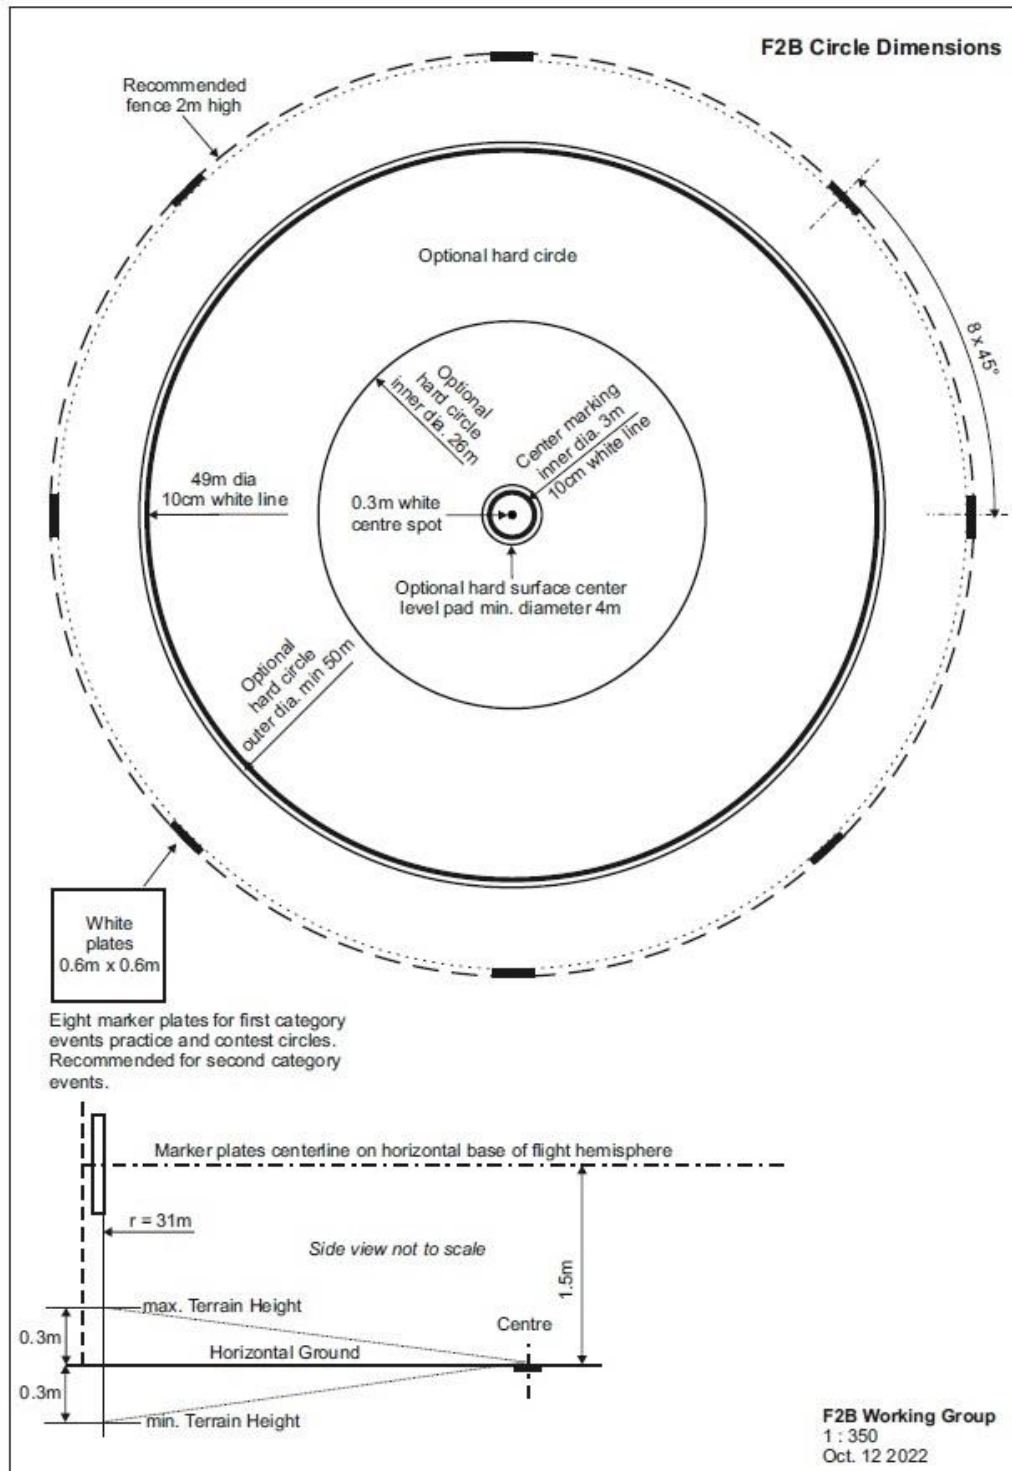 F2B Circle Dimensions
Recommended
fence 2m high
Optional hard circle
8 x 45°
Optional
hard circle
inner dia. 26m
Center marking
inner dia. 3m
10cm white line
49m dia
10cm white line
0.3m white
centre spot
Optional hard surface center
level pad min. diameter 4m
Optional
hard circle
outer dia. min 50m
White
plates
0.6m x 0.6m
Eight marker plates for first category
events practice and contest circles.
Recommended for second category
events.
Marker plates centerline on horizontal base of flight hemisphere
r = 31m
Side view not to scale
1.5m
max. Terrain Height
Centre
0.3m
Horizontal Ground
0.3m
min. Terrain Height
F2B Working Group
1 : 350
Oct. 12 2022